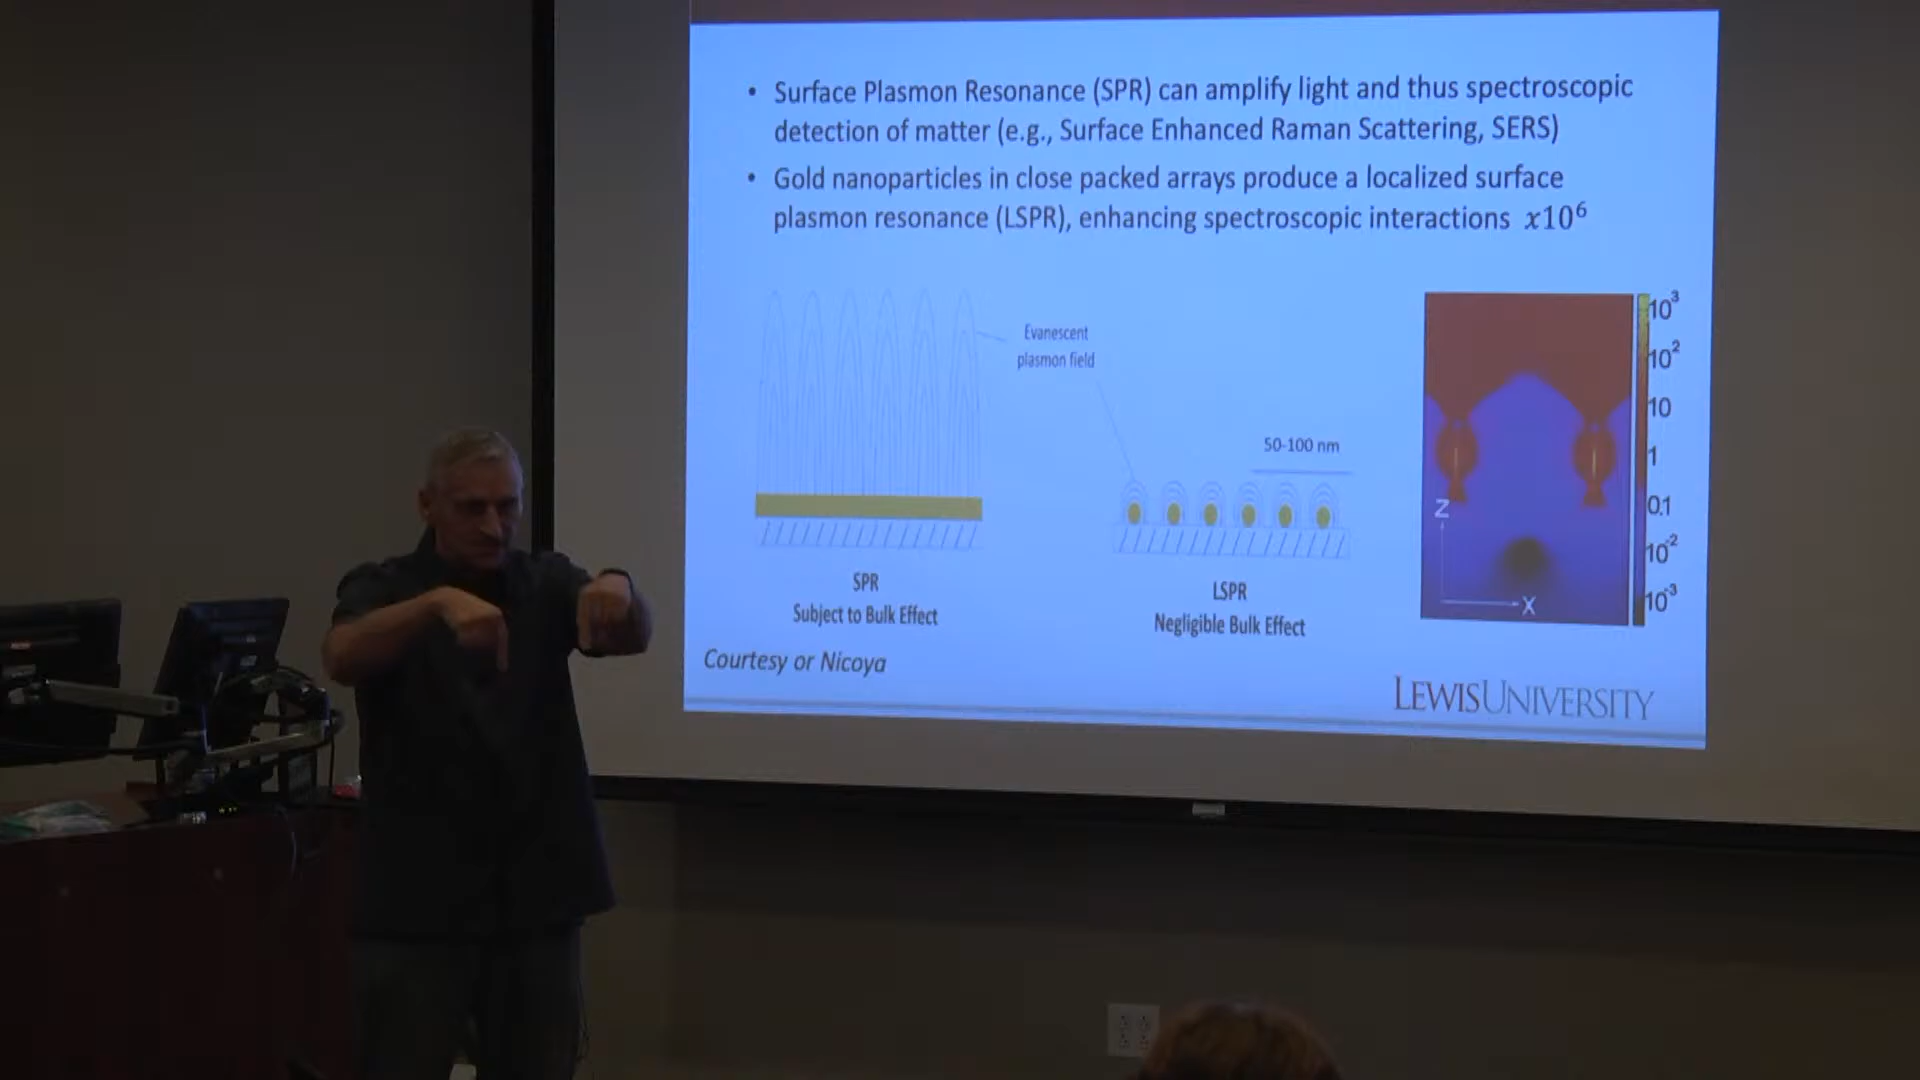 • Surface Plasmon Resonance (SPR) can amplify light and thus spectroscopic
detection of matter (e.g., Surface Enhanced Raman Scattering, SERS)
• Gold nanoparticles in close packed arrays produce a localized surface
plasmon resonance (LSPR), enhancing spectroscopic interactions x10⁶
Evanescent
plasmon field
50-100 nm
SPR
Subject to Bulk Effect
LSPR
Negligible Bulk Effect
10³
10²
10
1
0.1
10⁻²
10⁻³
Z
X
Courtesy or Nicoya
LEWIS UNIVERSITY